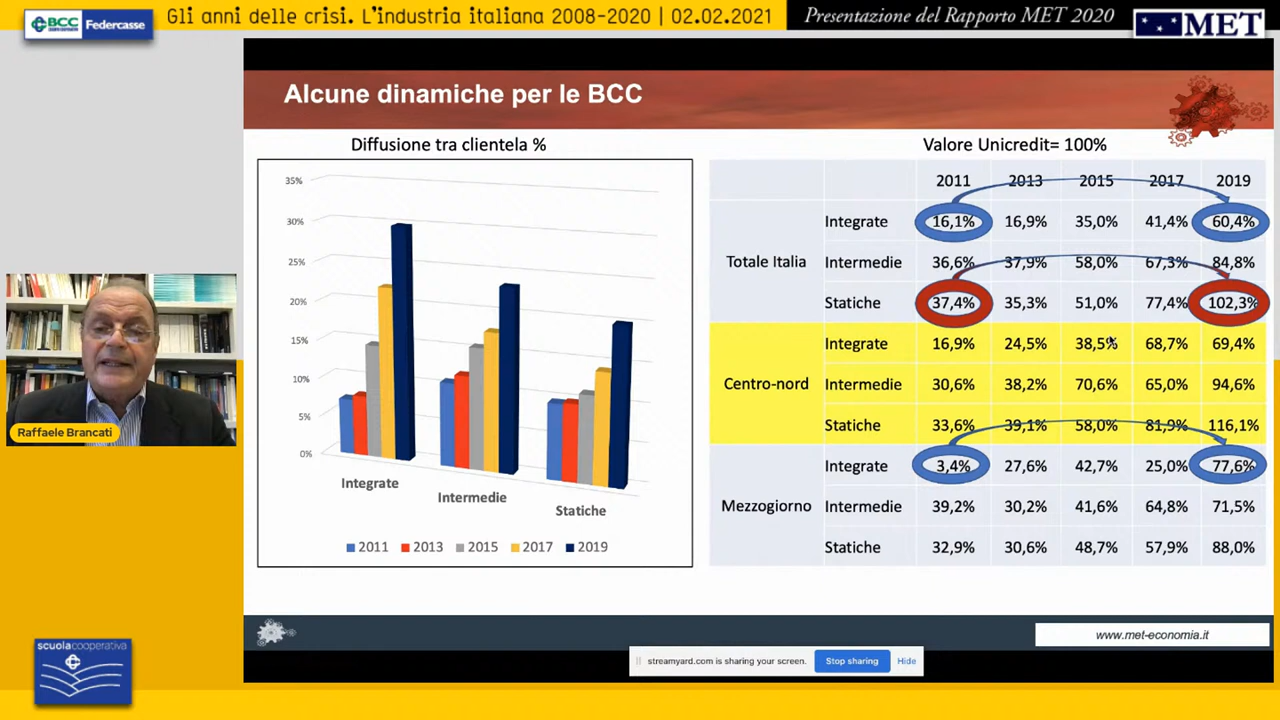 Gli anni delle crisi. L'industria italiana 2008-2020 | 02.02.2021
Presentazione del Rapporto MET 2020
BCC
CREDITO COOPERATIVO
Federcasse
MET
Alcune dinamiche per le BCC
Diffusione tra clientela %
35%
30%
25%
20%
15%
10%
5%
0%
Integrate
Intermedie
Statiche
2011 2013 2015 2017 2019
Valore Unicredit= 100%
2011 2013 2015 2017 2019
Totale Italia
Integrate 16,1% 16,9% 35,0% 41,4% 60,4%
Intermedie 36,6% 37,9% 58,0% 67,3% 84,8%
Statiche 37,4% 35,3% 51,0% 77,4% 102,3%
Centro-nord
Integrate 16,9% 24,5% 38,5% 68,7% 69,4%
Intermedie 30,6% 38,2% 70,6% 65,0% 94,6%
Statiche 33,6% 39,1% 58,0% 81,9% 116,1%
Mezzogiorno
Integrate 3,4% 27,6% 42,7% 25,0% 77,6%
Intermedie 39,2% 30,2% 41,6% 64,8% 71,5%
Statiche 32,9% 30,6% 48,7% 57,9% 88,0%
Raffaele Brancati
www.met-economia.it
streamyard.com is sharing your screen. Stop sharing Hide
scuolacooperativa